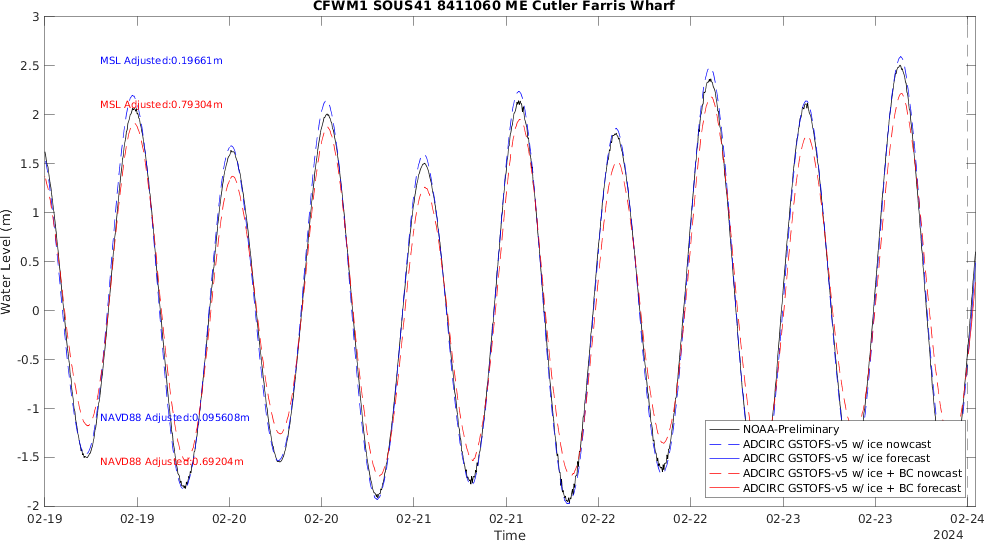 CFWM1 SOUS41 8411060 ME Cutler Farris Wharf
Water Level (m)
3
2.5
2
1.5
1
0.5
0
-0.5
-1
-1.5
-2
MSL Adjusted:0.19661m
MSL Adjusted:0.79304m
NAVD88 Adjusted:0.095608m
NAVD88 Adjusted:0.69204m
NOAA-Preliminary
ADCIRC GSTOFS-v5 w/ ice nowcast
ADCIRC GSTOFS-v5 w/ ice forecast
ADCIRC GSTOFS-v5 w/ ice + BC nowcast
ADCIRC GSTOFS-v5 w/ ice + BC forecast
02-19 02-19 02-20 02-20 02-21 02-21 02-22 02-22 02-23 02-23 02-24
Time
2024